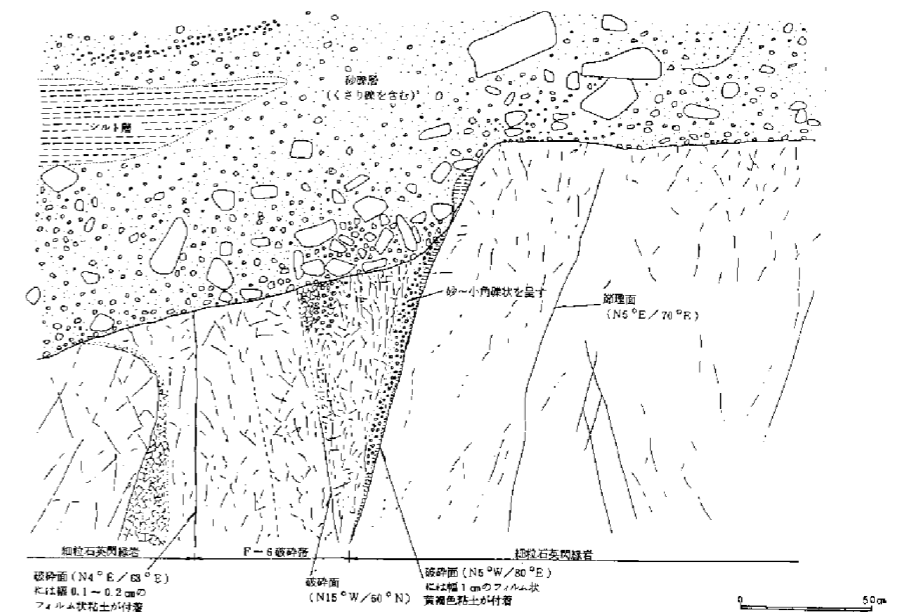 砂礫層
(くさり礫を含む)
シルト層
砂～小角礫状を呈す
節理面
(N5°E/70°E)
細粒石英閃緑岩
F-6破砕帯
細粒石英閃緑岩
破砕面(N4°E/63°E)
には幅0.1～0.2cmの
フィルム状粘土が付着
破砕面
(N15°W/60°N)
破砕面(N5°W/80°E)
には幅1cmのフィルム状
黄褐色粘土が付着
0
50cm